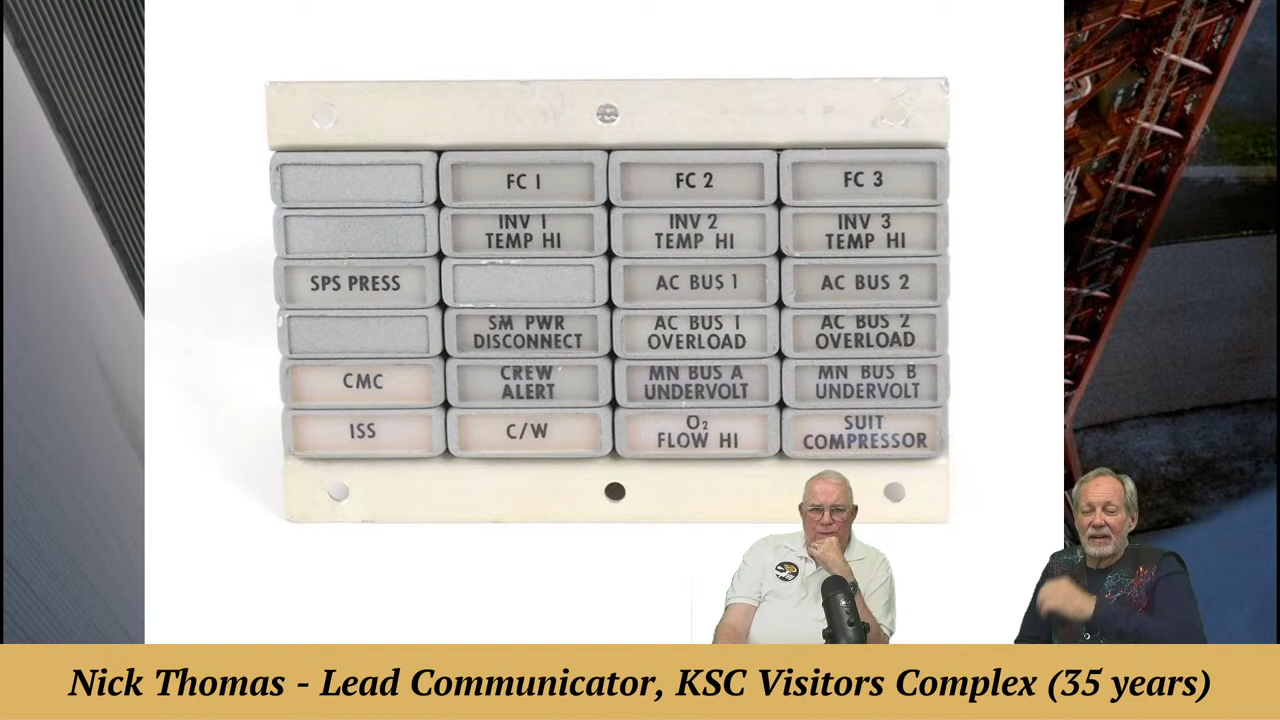 FC 1
FC 2
FC 3
INV 1
TEMP HI
INV 2
TEMP HI
INV 3
TEMP HI
SPS PRESS
AC BUS 1
AC BUS 2
SM PWR
DISCONNECT
AC BUS 1
OVERLOAD
AC BUS 2
OVERLOAD
CMC
CREW
ALERT
MN BUS A
UNDERVOLT
MN BUS B
UNDERVOLT
ISS
C/W
O₂
FLOW HI
SUIT
COMPRESSOR
Nick Thomas - Lead Communicator, KSC Visitors Complex (35 years)